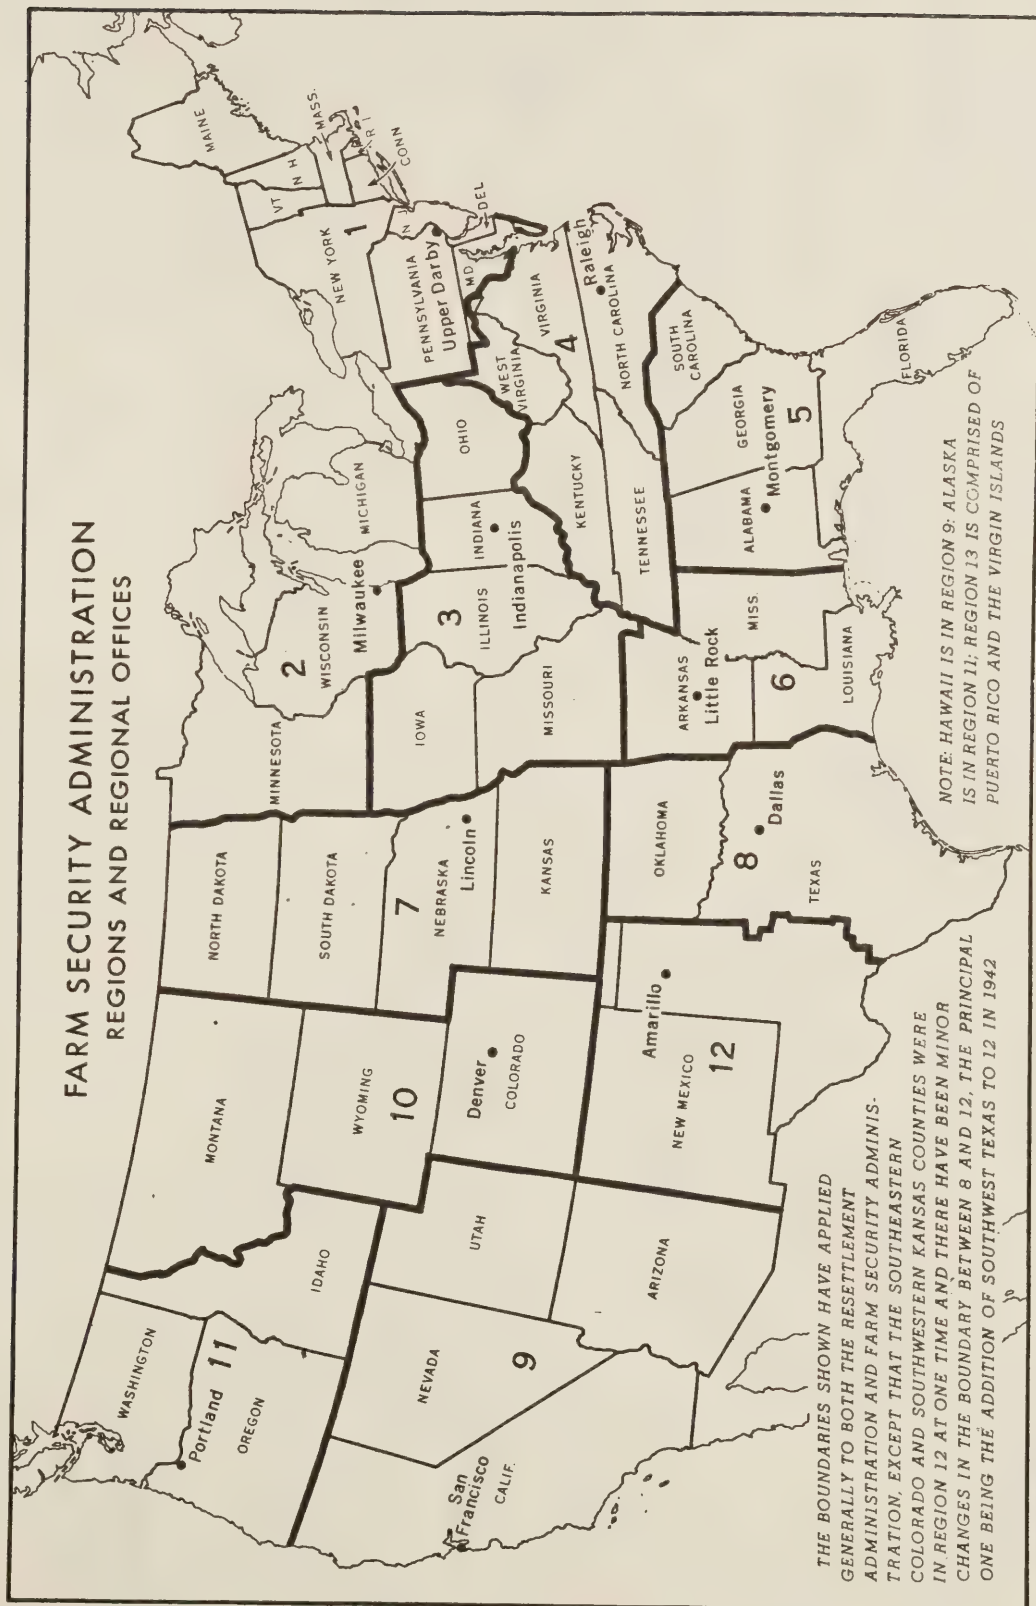 FARM SECURITY ADMINISTRATION
REGIONS AND REGIONAL OFFICES
WASHINGTON
Portland
11
OREGON
IDAHO
MONTANA
WYOMING
10
NORTH DAKOTA
SOUTH DAKOTA
7
NEBRASKA
Lincoln
KANSAS
MINNESOTA
2
WISCONSIN
Milwaukee
MICHIGAN
IOWA
3
ILLINOIS
INDIANA
Indianapolis
OHIO
MISSOURI
MAINE
VT
N H
MASS.
R I
CONN
NEW YORK
1
PENNSYLVANIA
Upper Darby
N J
MD
DEL
WEST
VIRGINIA
VIRGINIA
4
KENTUCKY
TENNESSEE
NORTH CAROLINA
Raleigh
SOUTH
CAROLINA
GEORGIA
5
ALABAMA
Montgomery
FLORIDA
MISS.
ARKANSAS
Little Rock
6
LOUISIANA
OKLAHOMA
8
Dallas
TEXAS
Amarillo
NEW MEXICO
12
Denver
COLORADO
UTAH
ARIZONA
NEVADA
9
San
Francisco
CALIF.
THE BOUNDARIES SHOWN HAVE APPLIED
GENERALLY TO BOTH THE RESETTLEMENT
ADMINISTRATION AND FARM SECURITY ADMINIS-
TRATION, EXCEPT THAT THE SOUTHEASTERN
COLORADO AND SOUTHWESTERN KANSAS COUNTIES WERE
IN REGION 12 AT ONE TIME AND THERE HAVE BEEN MINOR
CHANGES IN THE BOUNDARY BETWEEN 8 AND 12, THE PRINCIPAL
ONE BEING THE ADDITION OF SOUTHWEST TEXAS TO 12 IN 1942
NOTE: HAWAII IS IN REGION 9: ALASKA
IS IN REGION 11; REGION 13 IS COMPRISED OF
PUERTO RICO AND THE VIRGIN ISLANDS